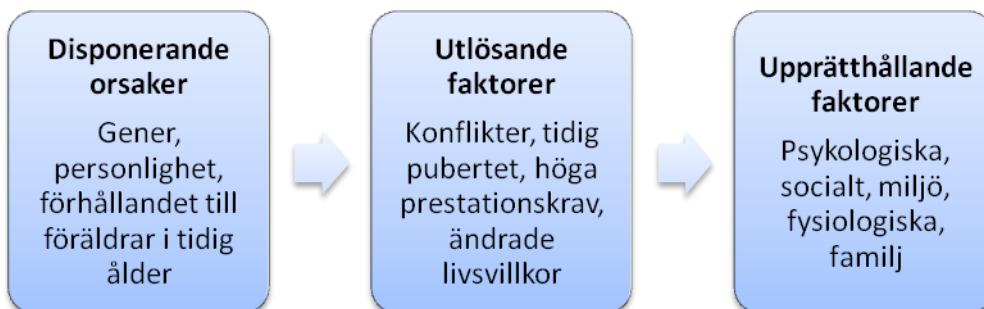 Disponerande
orsaker
Gener,
personlighet,
förhållandet till
föräldrar i tidig
ålder
Utlösande
faktorer
Konflikter, tidig
pubertet, höga
prestationskrav,
ändrade
livsvillkor
Upprätthållande
faktorer
Psykologiska,
socialt, miljö,
fysiologiska,
familj